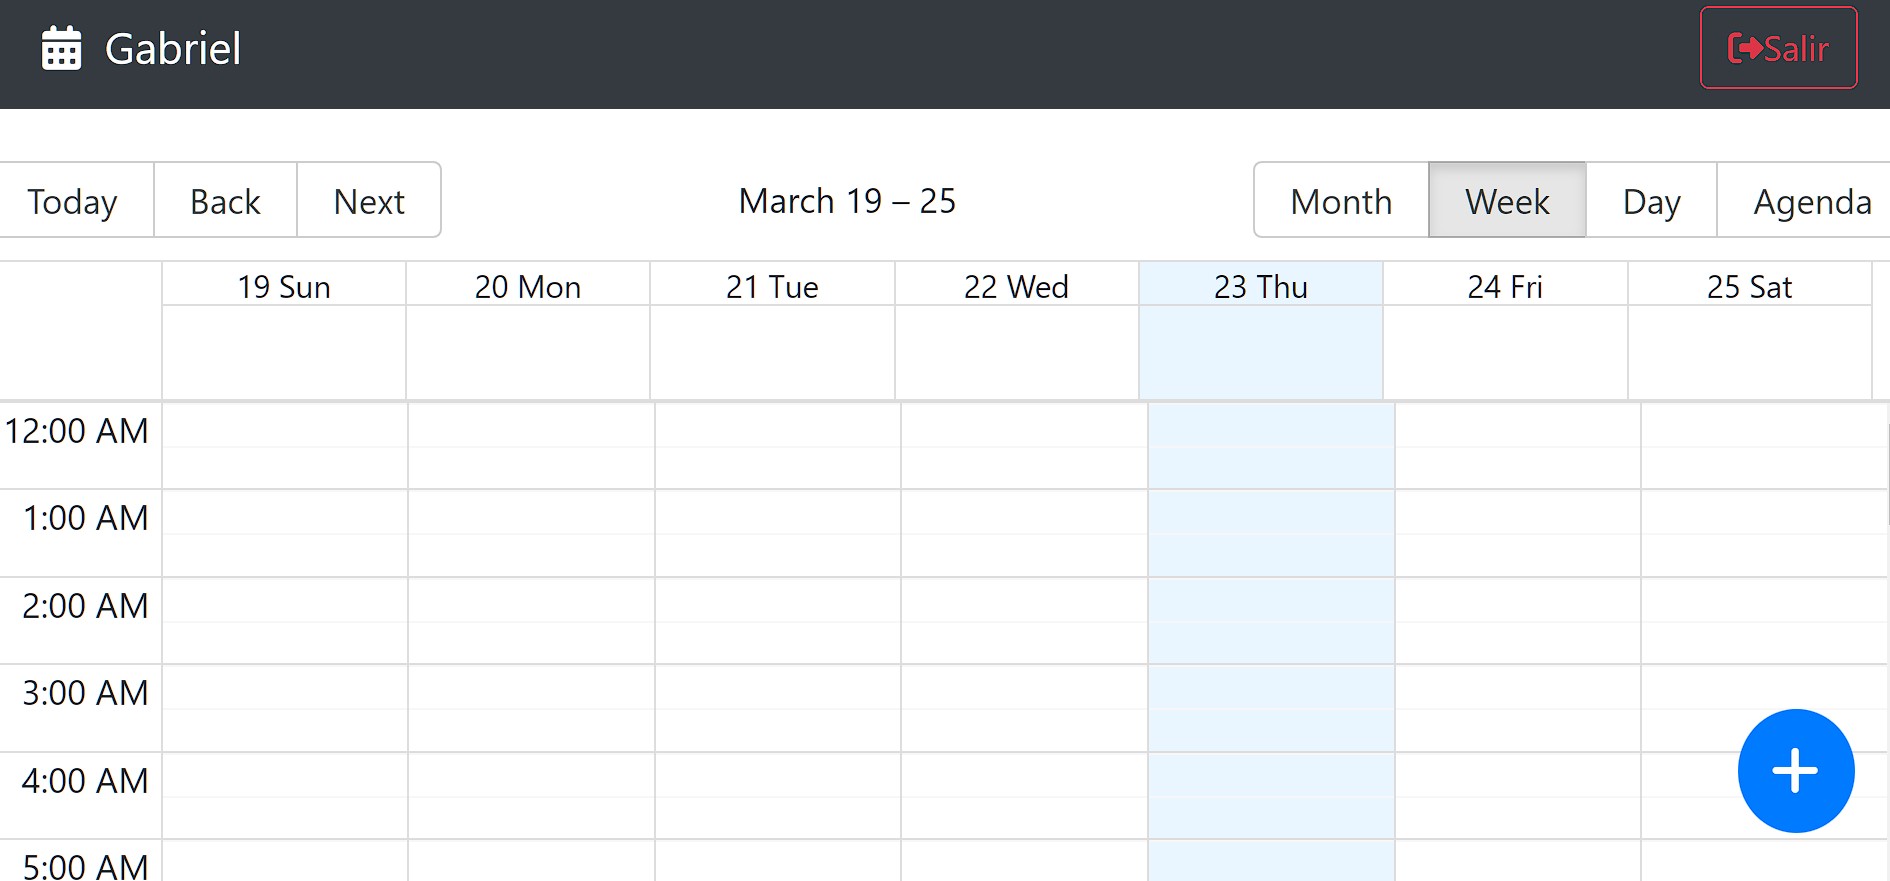 Gabriel
Salir
Today Back Next
March 19 – 25
Month Week Day Agenda
19 Sun 20 Mon 21 Tue 22 Wed 23 Thu 24 Fri 25 Sat
12:00 AM
1:00 AM
2:00 AM
3:00 AM
4:00 AM
5:00 AM